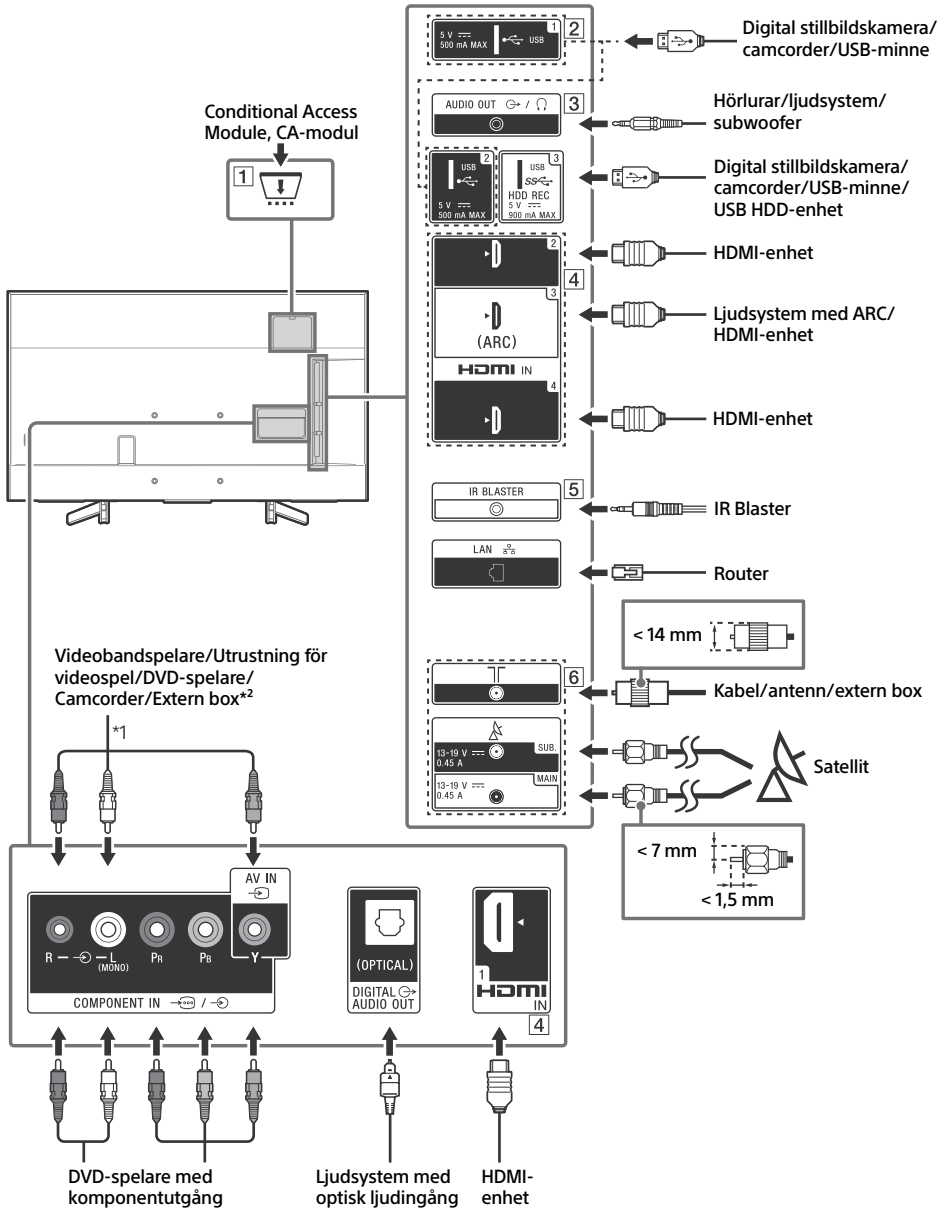 5 V
500 mA MAX
USB
1
2
Digital stillbildskamera/
camcorder/USB-minne
AUDIO OUT
/
3
Hörlurar/ljudsystem/
subwoofer
Conditional Access
Module, CA-modul
1
USB
2
5 V
500 mA MAX
USB
3
SS
HDD REC
5 V
900 mA MAX
Digital stillbildskamera/
camcorder/USB-minne/
USB HDD-enhet
2
HDMI-enhet
4
3
(ARC)
HDMI IN
Ljudsystem med ARC/
HDMI-enhet
4
HDMI-enhet
IR BLASTER
5
IR Blaster
LAN
Router
< 14 mm
6
Kabel/antenn/extern box
13-19 V
0.45 A
SUB.
13-19 V
0.45 A
MAIN
Satellit
< 7 mm
< 1,5 mm
Videobandspelare/Utrustning för
videospel/DVD-spelare/
Camcorder/Extern box*²
*1
AV IN
R – – L
(MONO)
PR
PB
Y
COMPONENT IN /
(OPTICAL)
DIGITAL
AUDIO OUT
1
HDMI
IN
4
DVD-spelare med
komponentutgång
Ljudsystem med
optisk ljudingång
HDMI-
enhet